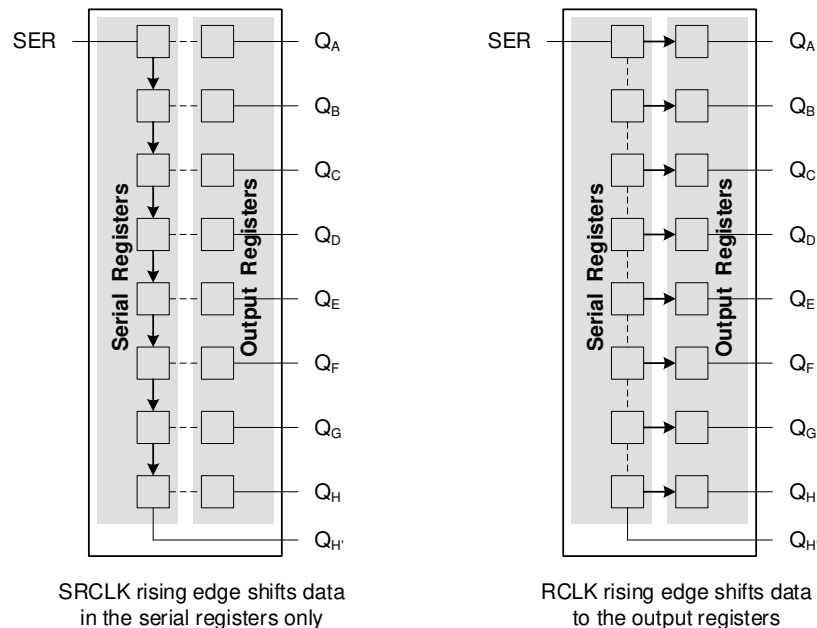 SER
Q_A
Q_B
Q_C
Q_D
Q_E
Q_F
Q_G
Q_H
Q_H'
Serial Registers
Output Registers
SRCLK rising edge shifts data
in the serial registers only
SER
Q_A
Q_B
Q_C
Q_D
Q_E
Q_F
Q_G
Q_H
Q_H'
Serial Registers
Output Registers
RCLK rising edge shifts data
to the output registers